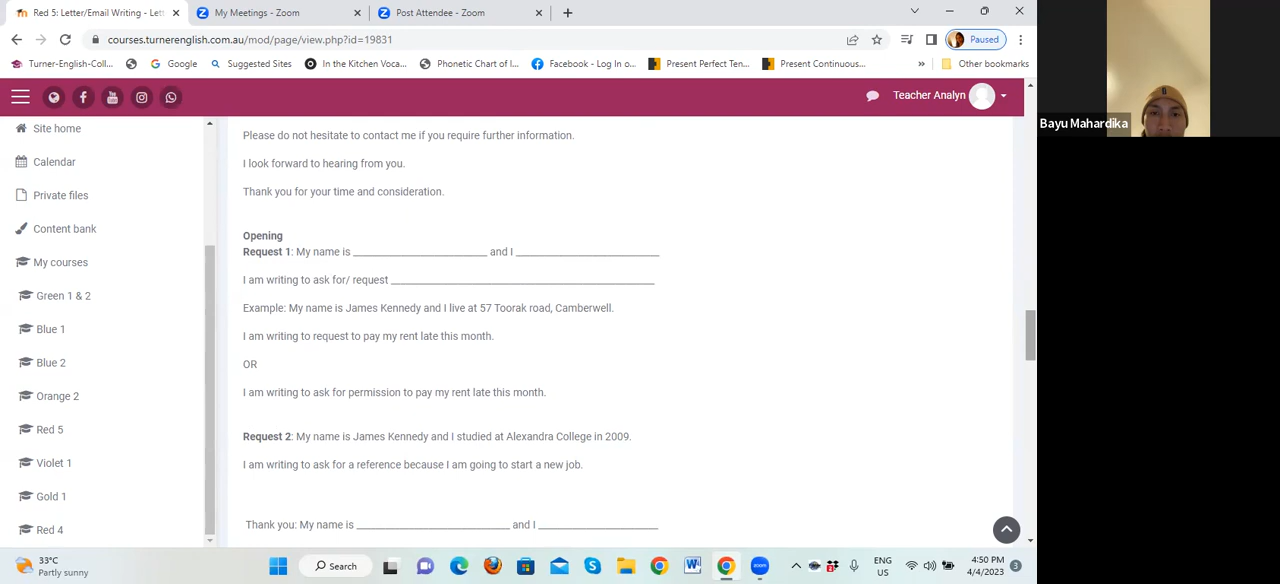 Red 5: Letter/Email Writing - Lett
My Meetings - Zoom
Post Attendee - Zoom
courses.turnerenglish.com.au/mod/page/view.php?id=19831
Paused
Turner-English-Coll...
Google
Suggested Sites
In the Kitchen Voca...
Phonetic Chart of I...
Facebook - Log In o...
Present Perfect Ten...
Present Continuous...
»
Other bookmarks
Teacher Analyn
Bayu Mahardika
Site home
Calendar
Private files
Content bank
My courses
Green 1 & 2
Blue 1
Blue 2
Orange 2
Red 5
Violet 1
Gold 1
Red 4
Please do not hesitate to contact me if you require further information.
I look forward to hearing from you.
Thank you for your time and consideration.
Opening
Request 1: My name is __________________________ and I ____________________________
I am writing to ask for/ request ____________________________________________________
Example: My name is James Kennedy and I live at 57 Toorak road, Camberwell.
I am writing to request to pay my rent late this month.
OR
I am writing to ask for permission to pay my rent late this month.
Request 2: My name is James Kennedy and I studied at Alexandra College in 2009.
I am writing to ask for a reference because I am going to start a new job.
Thank you: My name is ______________________________ and I _______________________
33°C
Partly sunny
Search
ENG
US
4:50 PM
4/4/2023
3